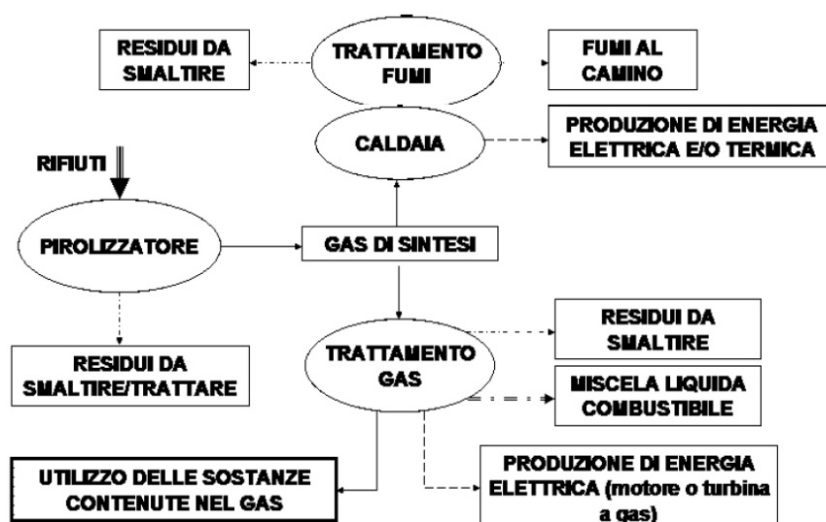 RESIDUI DA
SMALTIRE
TRATTAMENTO
FUMI
FUMI AL
CAMINO
CALDAIA
PRODUZIONE DI ENERGIA
ELETTRICA E/O TERMICA
RIFIUTI
PIROLIZZATORE
GAS DI SINTESI
RESIDUI DA
SMALTIRE/TRATTARE
TRATTAMENTO
GAS
RESIDUI DA
SMALTIRE
MISCELA LIQUIDA
COMBUSTIBILE
UTILIZZO DELLE SOSTANZE
CONTENUTE NEL GAS
PRODUZIONE DI ENERGIA
ELETTRICA (motore o turbina
a gas)